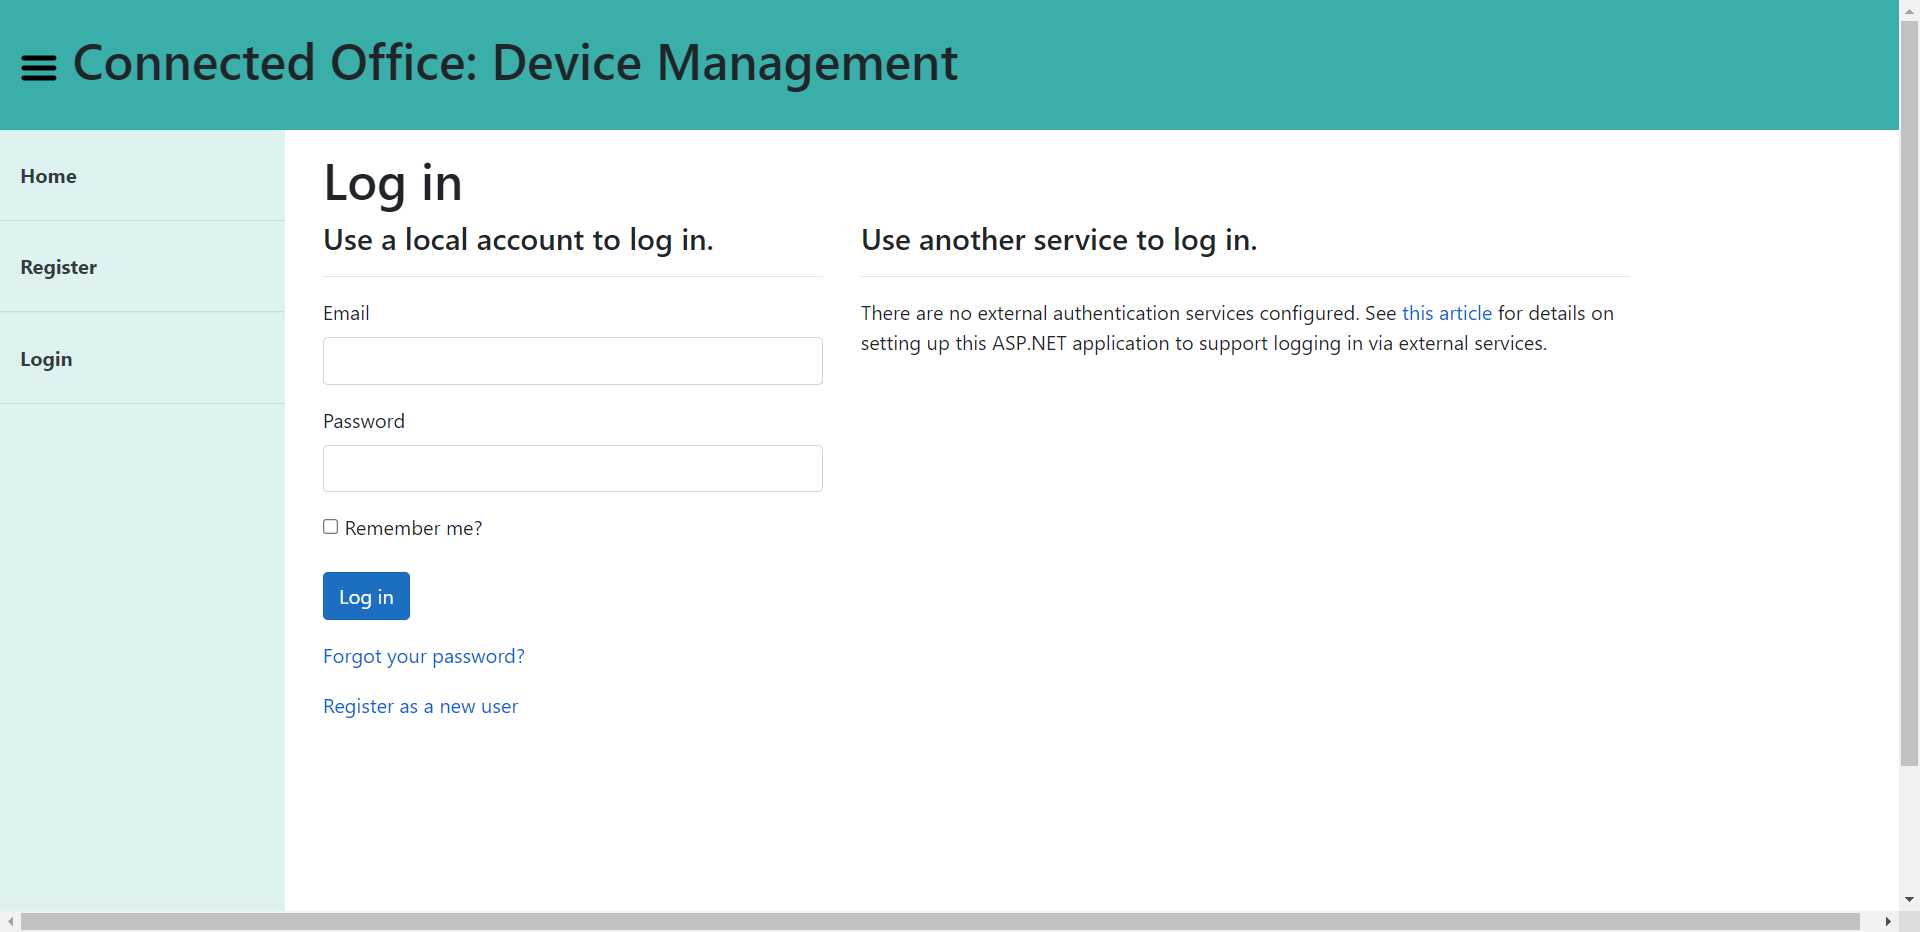 Connected Office: Device Management
Home
Register
Login
Log in
Use a local account to log in.
Email
Password
Remember me?
Log in
Forgot your password?
Register as a new user
Use another service to log in.
There are no external authentication services configured. See this article for details on
setting up this ASP.NET application to support logging in via external services.